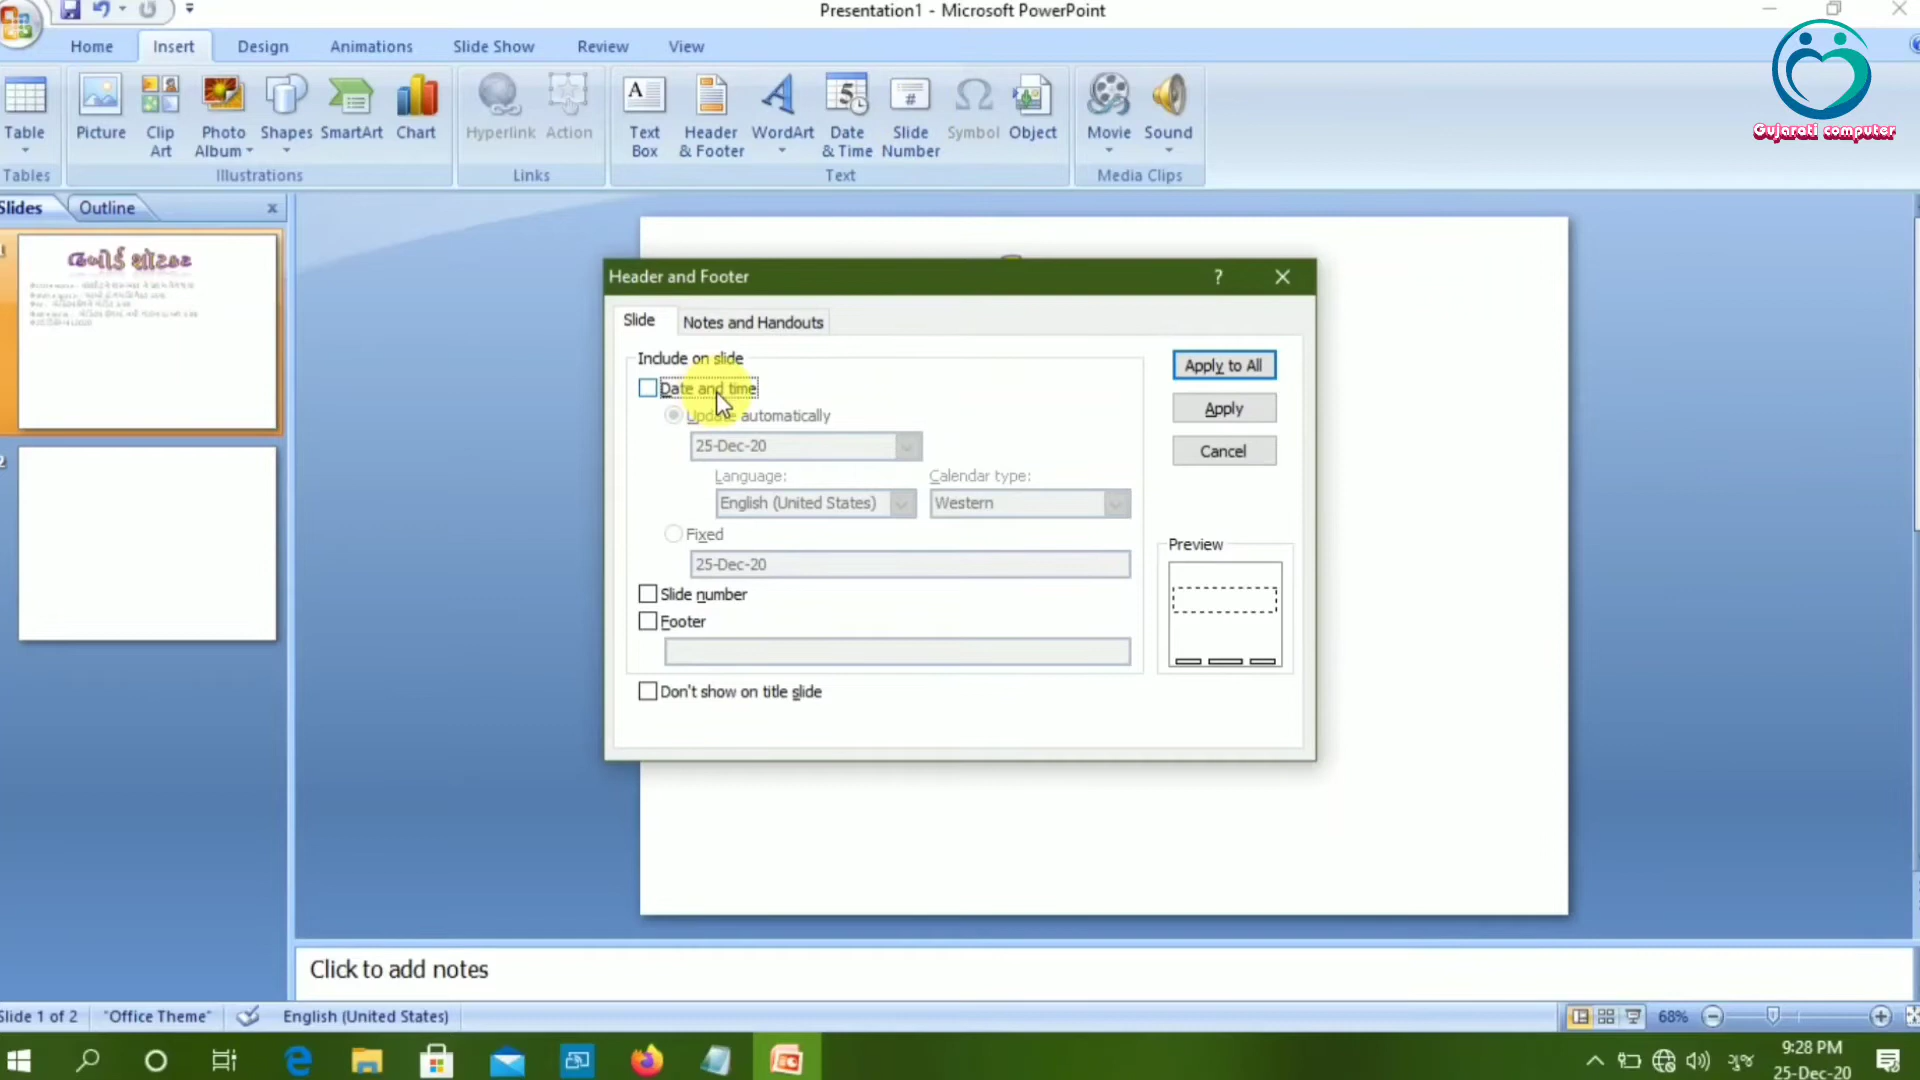 Presentation1 - Microsoft PowerPoint
Home Insert Design Animations Slide Show Review View
Table Picture Clip Art Photo Album Shapes SmartArt Chart Hyperlink Action Text Box Header & Footer WordArt Date & Time Slide Number Symbol Object Movie Sound
Tables Illustrations Links Text Media Clips
Gujarati computer
Slides Outline x
Header and Footer ?
Slide Notes and Handouts
Include on slide
Date and time
Update automatically
25-Dec-20
Language: Calendar type:
English (United States) Western
Fixed
25-Dec-20
Slide number
Footer
Don't show on title slide
Apply to All
Apply
Cancel
Preview
2
Click to add notes
Slide 1 of 2 "Office Theme" English (United States) 68%
9:28 PM
ગુજ
25-Dec-20